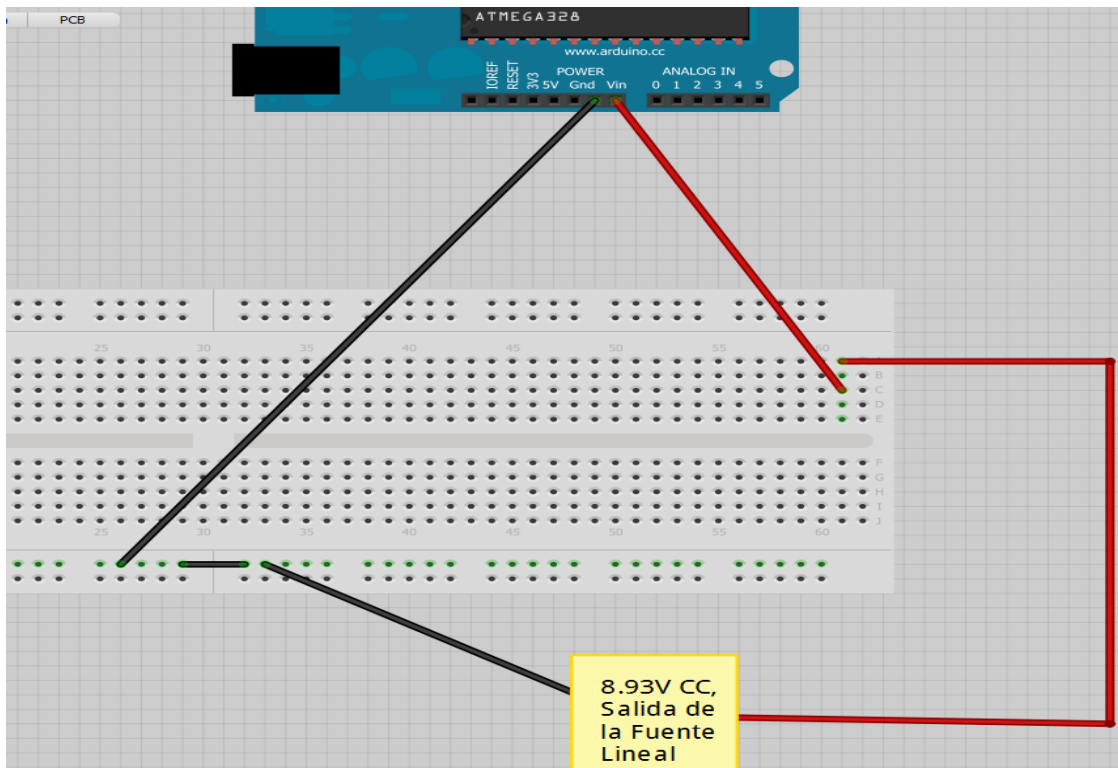 PCB
ATMEGA328
www.arduino.cc
POWER
ANALOG IN
IOREF
RESET
3V3
5V
Gnd
Vin
0 1 2 3 4 5
25 30 35 40 45 50 55 60
A
B
C
D
E
F
G
H
I
J
25 30 35 40 45 50 55 60
8.93V CC,
Salida de
la Fuente
Lineal